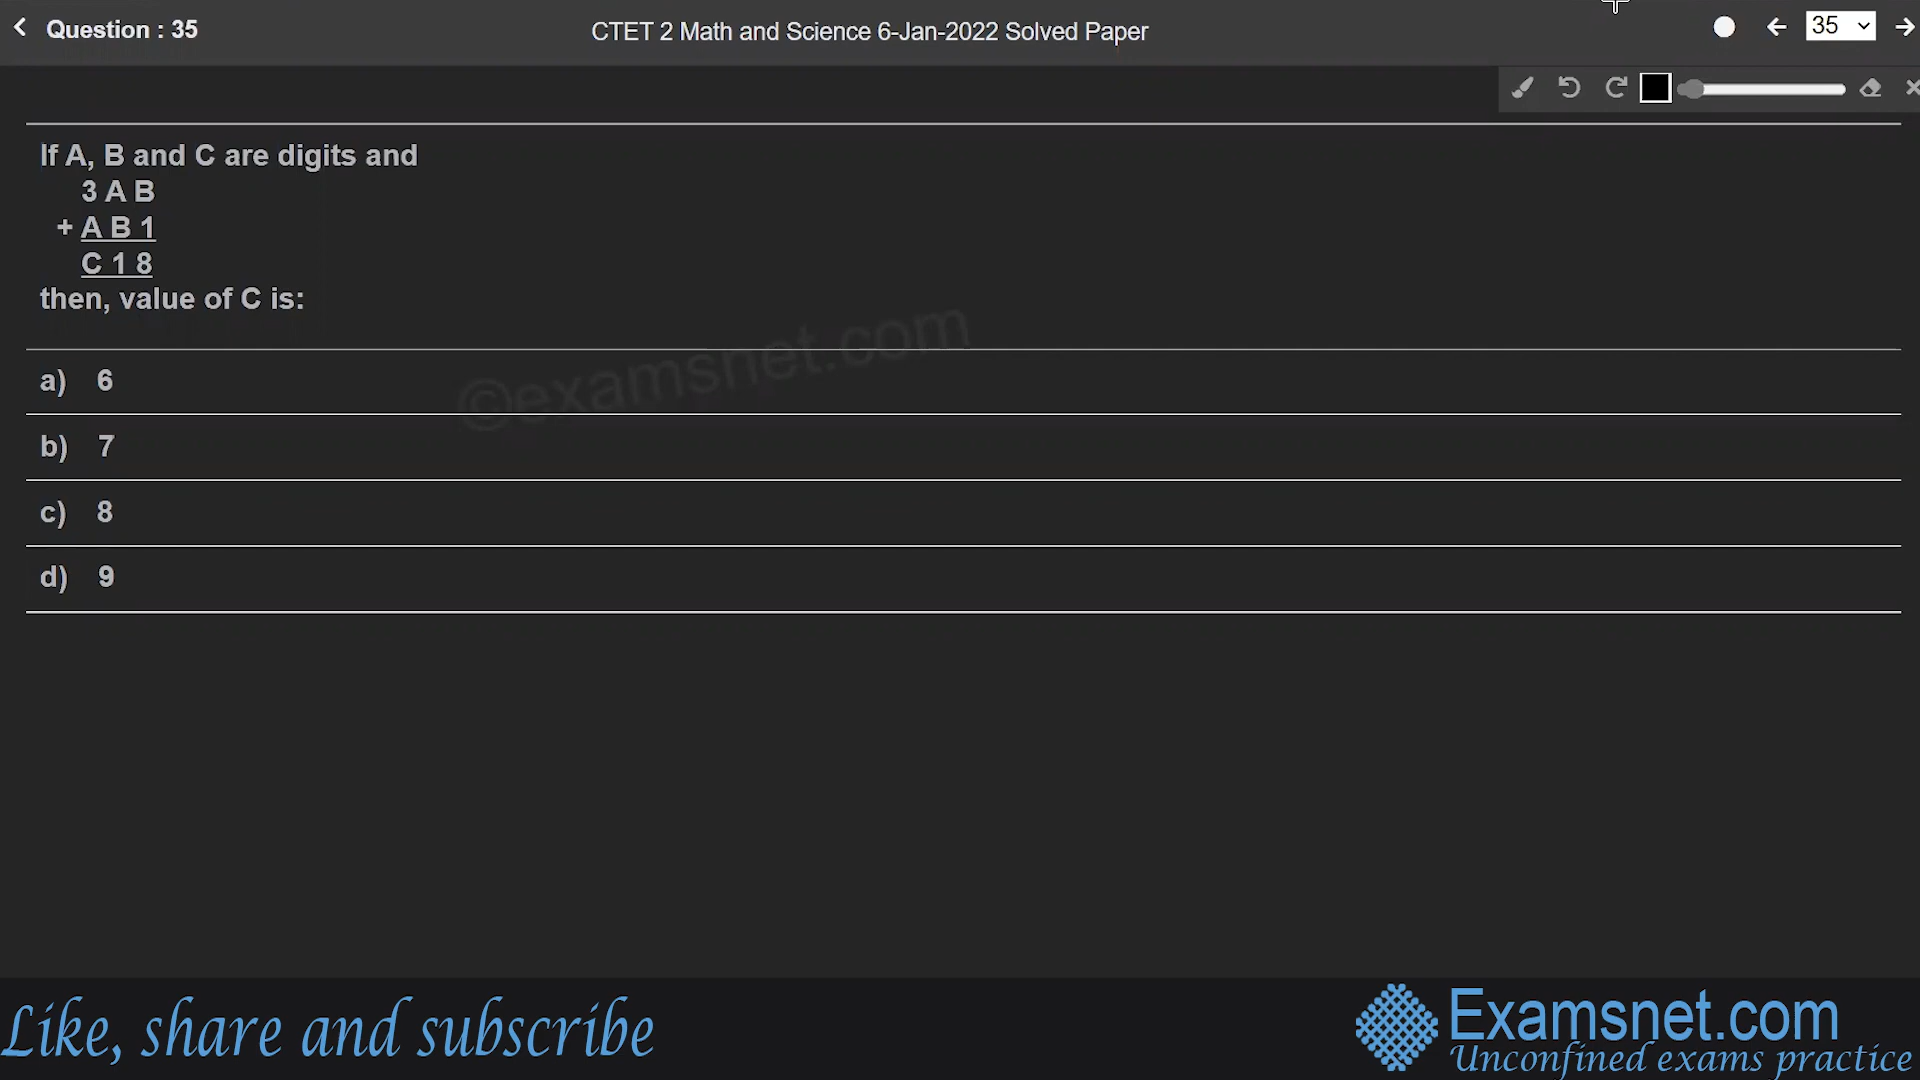 Question : 35
CTET 2 Math and Science 6-Jan-2022 Solved Paper
35
If A, B and C are digits and
3 A B
+ A B 1
C 1 8
then, value of C is:
©examsnet.com
a) 6
b) 7
c) 8
d) 9
Like, share and subscribe
Examsnet.com
Unconfined exams practice